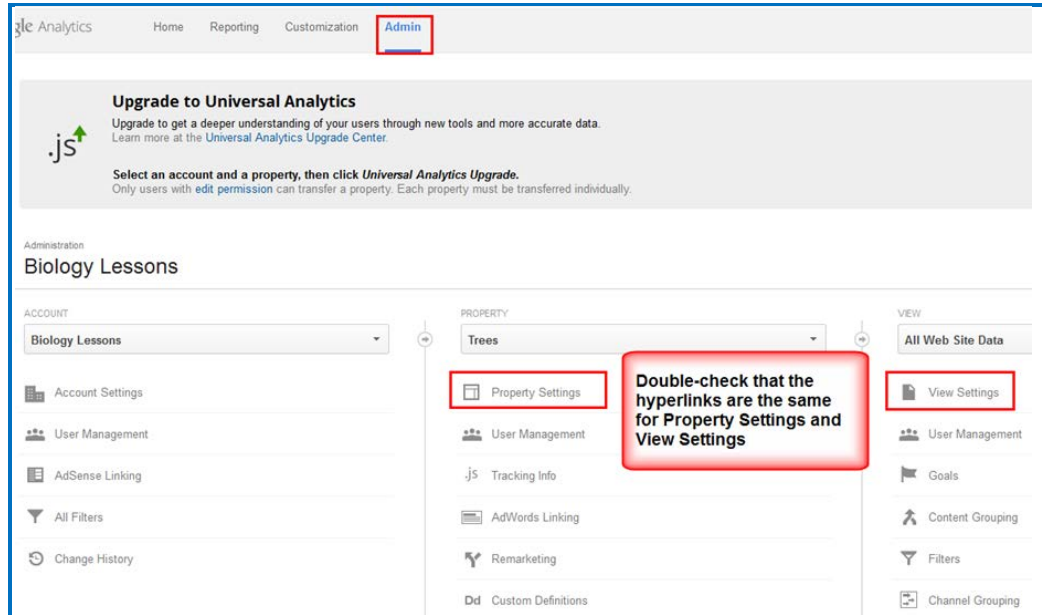 gle Analytics Home Reporting Customization Admin
Upgrade to Universal Analytics
Upgrade to get a deeper understanding of your users through new tools and more accurate data.
Learn more at the Universal Analytics Upgrade Center.
.js
Select an account and a property, then click Universal Analytics Upgrade.
Only users with edit permission can transfer a property. Each property must be transferred individually.
Administration
Biology Lessons
ACCOUNT
Biology Lessons
Account Settings
User Management
AdSense Linking
All Filters
Change History
PROPERTY
Trees
Property Settings
User Management
.js Tracking Info
AdWords Linking
Remarketing
Dd Custom Definitions
Double-check that the
hyperlinks are the same
for Property Settings and
View Settings
VIEW
All Web Site Data
View Settings
User Management
Goals
Content Grouping
Filters
Channel Grouping